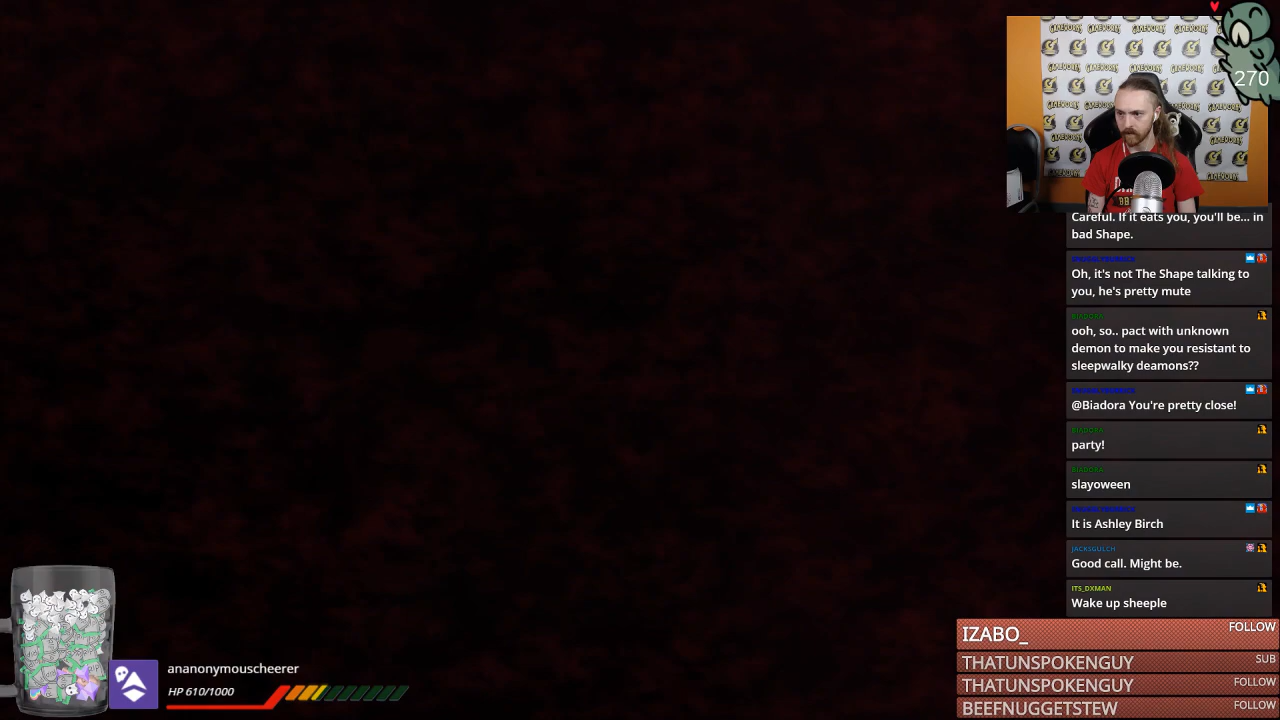 270
Careful. If it eats you, you'll be... in
bad Shape.
Oh, it's not The Shape talking to
you, he's pretty mute
BIADORA
ooh, so.. pact with unknown
demon to make you resistant to
sleepwalky deamons??
@Biadora You're pretty close!
BIADORA
party!
BIADORA
slayoween
It is Ashley Birch
JACKSGULCH
Good call. Might be.
ITS_DXMAN
Wake up sheeple
IZABO_ FOLLOW
THATUNSPOKENGUY SUB
THATUNSPOKENGUY FOLLOW
BEEFNUGGETSTEW FOLLOW
ananonymouscheerer
HP 610/1000